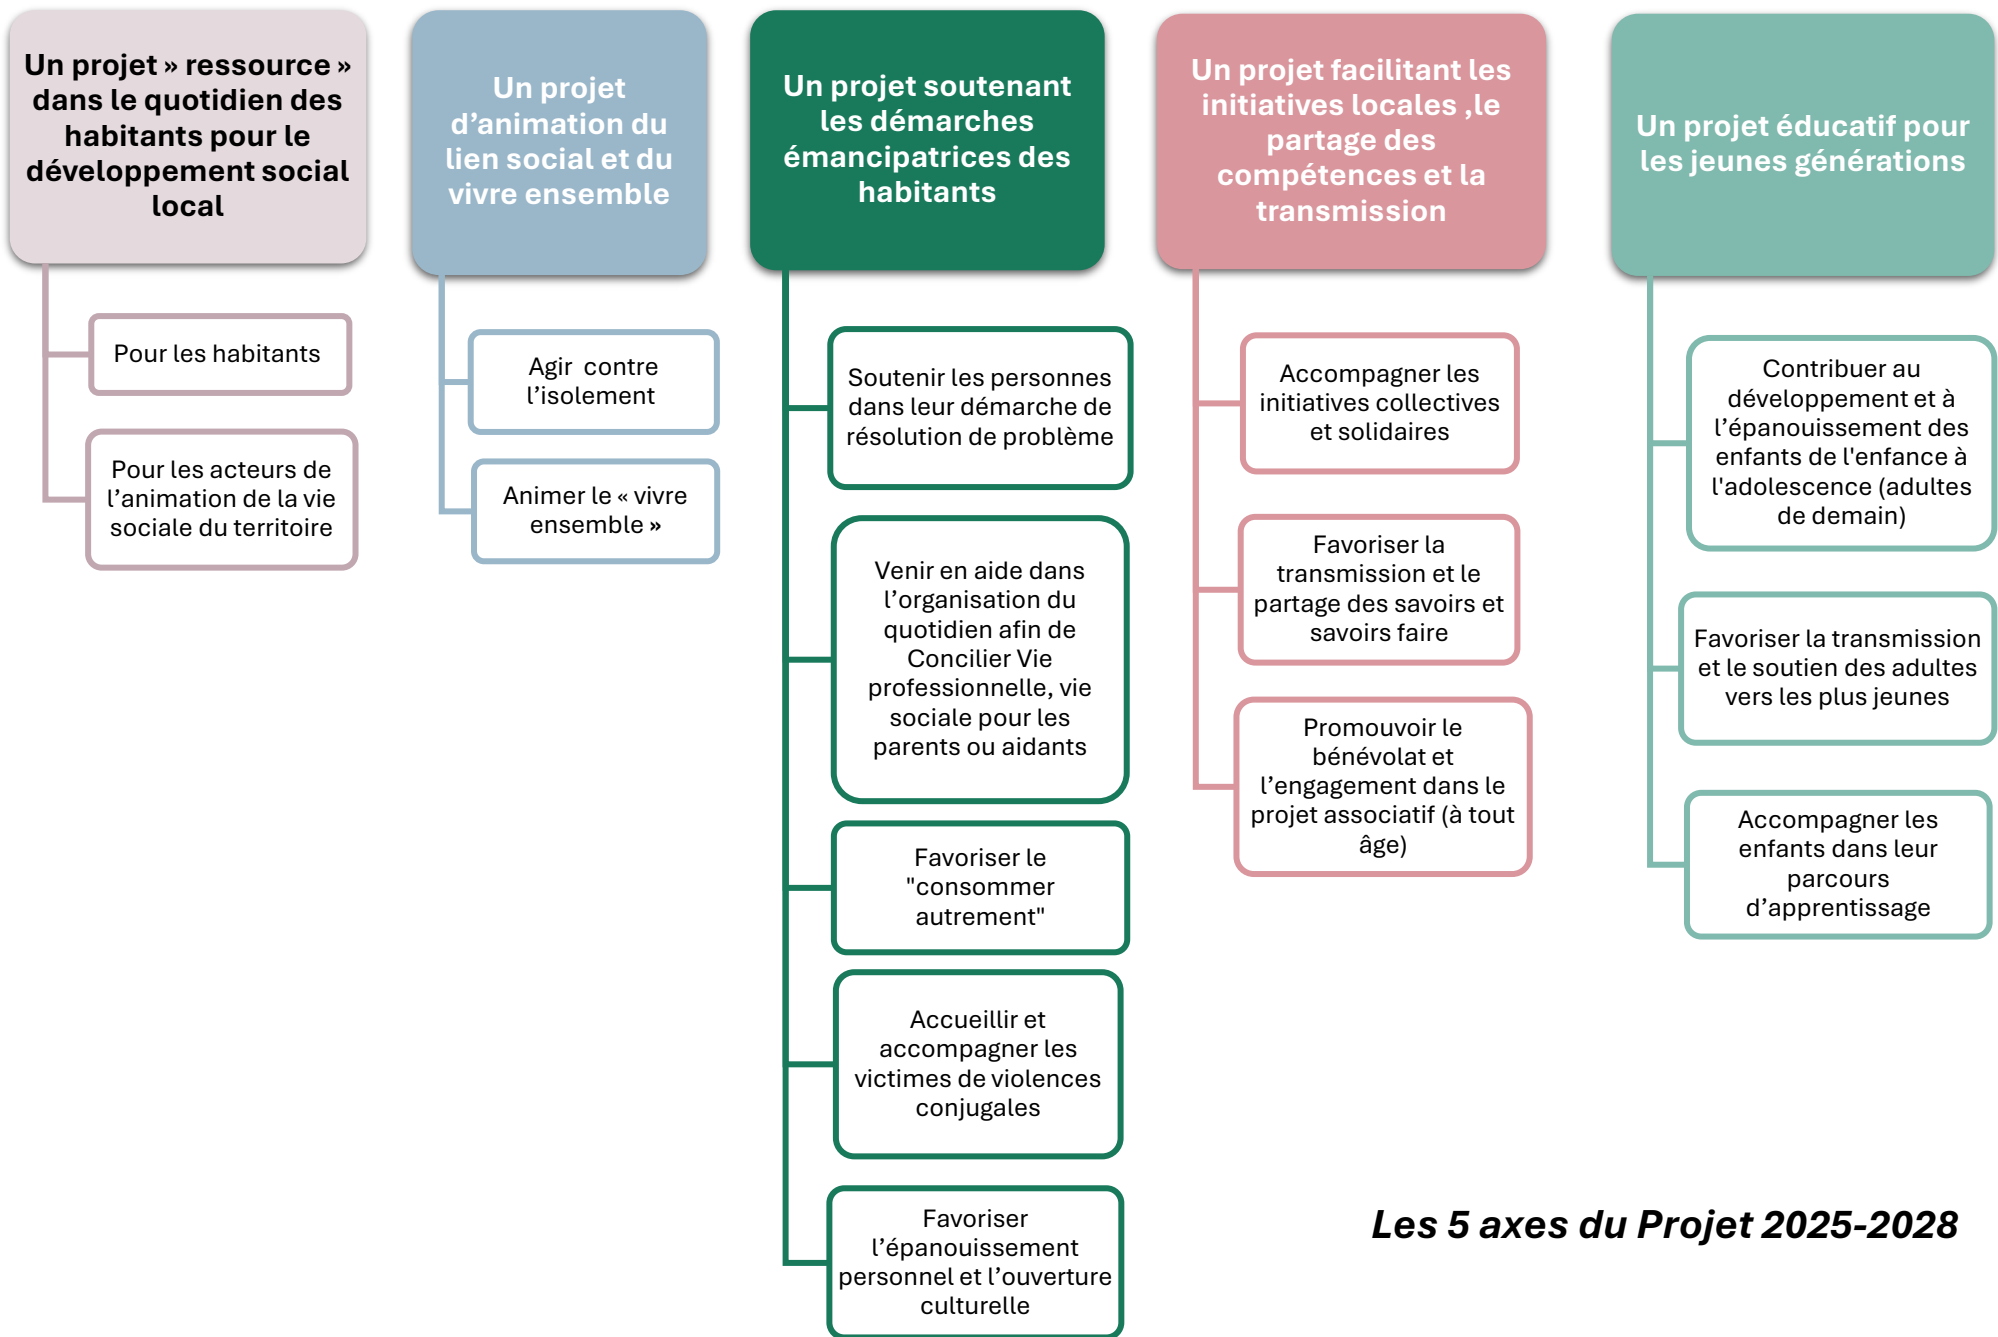 Un projet » ressource »
dans le quotidien des
habitants pour le
développement social
local
Pour les habitants
Pour les acteurs de
l’animation de la vie
sociale du territoire
Un projet
d’animation du
lien social et du
vivre ensemble
Agir  contre
l’isolement
Animer le « vivre
ensemble »
Un projet soutenant
les démarches
émancipatrices des
habitants
Soutenir les personnes
dans leur démarche de
résolution de problème
Venir en aide dans
l’organisation du
quotidien afin de
Concilier Vie
professionnelle, vie
sociale pour les
parents ou aidants
Favoriser le
"consommer
autrement"
Accueillir et
accompagner les
victimes de violences
conjugales
Favoriser
l’épanouissement
personnel et l’ouverture
culturelle
Un projet facilitant les
initiatives locales ,le
partage des
compétences et la
transmission
Accompagner les
initiatives collectives
et solidaires
Favoriser la
transmission et le
partage des savoirs et
savoirs faire
Promouvoir le
bénévolat et
l’engagement dans le
projet associatif (à tout
âge)
Un projet éducatif pour
les jeunes générations
Contribuer au
développement et à
l’épanouissement des
enfants de l'enfance à
l'adolescence (adultes
de demain)
Favoriser la transmission
et le soutien des adultes
vers les plus jeunes
Accompagner les
enfants dans leur
parcours
d’apprentissage
Les 5 axes du Projet 2025-2028